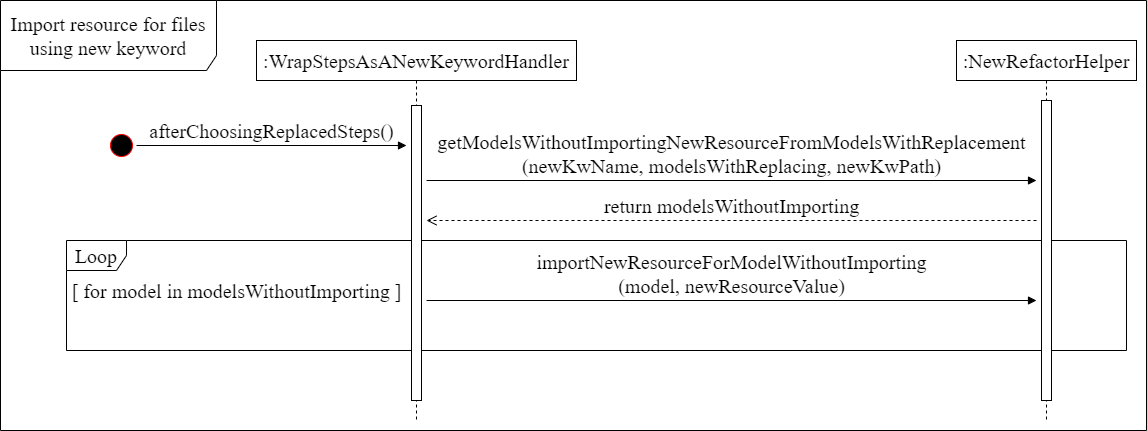 Import resource for files
using new keyword
:WrapStepsAsANewKeywordHandler
:NewRefactorHelper
afterChoosingReplacedSteps()
getModelsWithoutImportingNewResourceFromModelsWithReplacement
(newKwName, modelsWithReplacing, newKwPath)
return modelsWithoutImporting
Loop
[ for model in modelsWithoutImporting ]
importNewResourceForModelWithoutImporting
(model, newResourceValue)